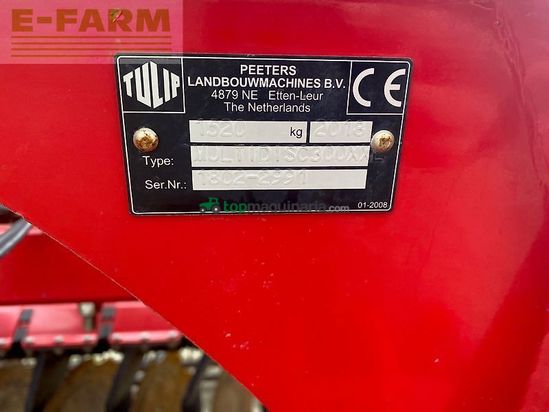 E-FARM
TULIP
PEETERS
LANDBOUWMACHINES B.V.
4879 NE Etten-Leur
The Netherlands
CE
1520 kg 2018
Type: MULTIDISC300XXL
Ser.Nr.: 1802-2991
topmaquinaria.com
01-2008